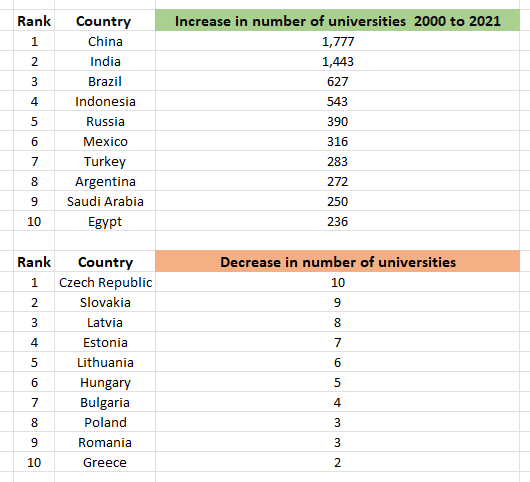 Rank Country Increase in number of universities 2000 to 2021
1 China 1,777
2 India 1,443
3 Brazil 627
4 Indonesia 543
5 Russia 390
6 Mexico 316
7 Turkey 283
8 Argentina 272
9 Saudi Arabia 250
10 Egypt 236
Rank Country Decrease in number of universities
1 Czech Republic 10
2 Slovakia 9
3 Latvia 8
4 Estonia 7
5 Lithuania 6
6 Hungary 5
7 Bulgaria 4
8 Poland 3
9 Romania 3
10 Greece 2